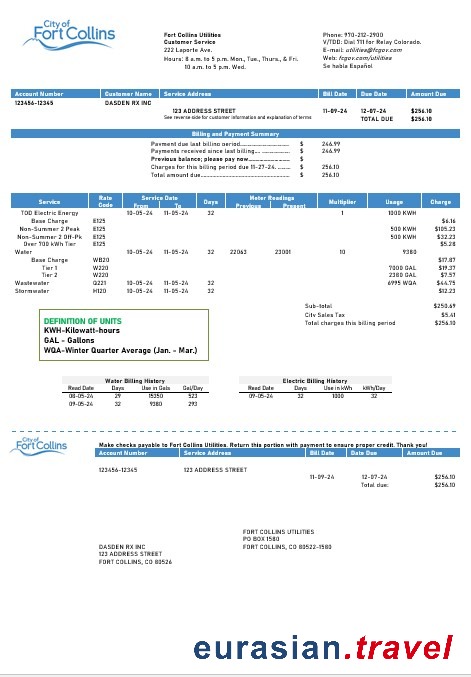 City of
Fort Collins
Fort Collins Utilities
Customer Service
222 Laporte Ave.
Hours: 8 a.m. to 5 p.m. Mon., Tue., Thurs., & Fri.
10 a.m. to 5 p.m. Wed.
Phone: 970-212-2900
V/TDD: Dial 711 for Relay Colorado.
E-mail: utilities@fcgov.com
Web: fcgov.com/utilities
Se hable Español
Account Number Customer Name Service Address Bill Date Due Date Amount Due
123456-12345 DASDEN RX INC
123 ADDRESS STREET 11-09-24 12-07-24 $256.10
See reverse side for customer information and explanation of terms TOTAL DUE $256.10
Billing and Payment Summary
Payment due last billing period.................... $ 246.99
Payments received since last billing.... ............. $ 246.99
Previous balance; please pay now................ $
Charges for this billing period due 11-27-24. ...... $ 256.10
Total amount due............................... $ 256.10
Service Rate Code Service Date From To Days Meter Readings Previous Present Multiplier Usage Charge
TOD Electric Energy 10-05-24 11-05-24 32 1 1000 KWH
Base Charge E125 $6.16
Non-Summer 2 Peak E125 500 KWH $105.23
Non-Summer 2 Off-Pk E125 500 KWH $32.23
Over 700 kWh Tier E125 $5.28
Water 10-05-24 11-05-24 32 22063 23001 10 9380
Base Charge WB20 $17.87
Tier 1 W220 7000 GAL $19.37
Tier 2 W220 2380 GAL $7.57
Wastewater Q221 10-05-24 11-05-24 32 6995 WQA $44.75
Stormwater H120 10-05-24 11-05-24 32 $12.23
Sub-total $250.69
City Sales Tax $5.41
Total charges this billing period $256.10
DEFINITION OF UNITS
KWH-Kilowatt-hours
GAL - Gallons
WQA-Winter Quarter Average (Jan. - Mar.)
Water Billing History
Read Date Days Use in Gals Gal/Day
08-05-24 29 15350 523
09-05-24 32 9380 293
Electric Billing History
Read Date Days Use in kWh kWh/Day
09-05-24 32 1000 32
City of
Fort Collins
Make checks payable to Fort Collins Utilities. Return this portion with payment to ensure proper credit. Thank you!
Account Number Service Address Bill Date Date Due Amount Due
123456-12345 123 ADDRESS STREET
11-09-24 12-07-24 $256.10
Total due: $256.10
FORT COLLINS UTILITIES
PO BOX 1580
FORT COLLINS, CO 80522-1580
DASDEN RX INC
123 ADDRESS STREET
FORT COLLINS, CO 80526
eurasian.travel